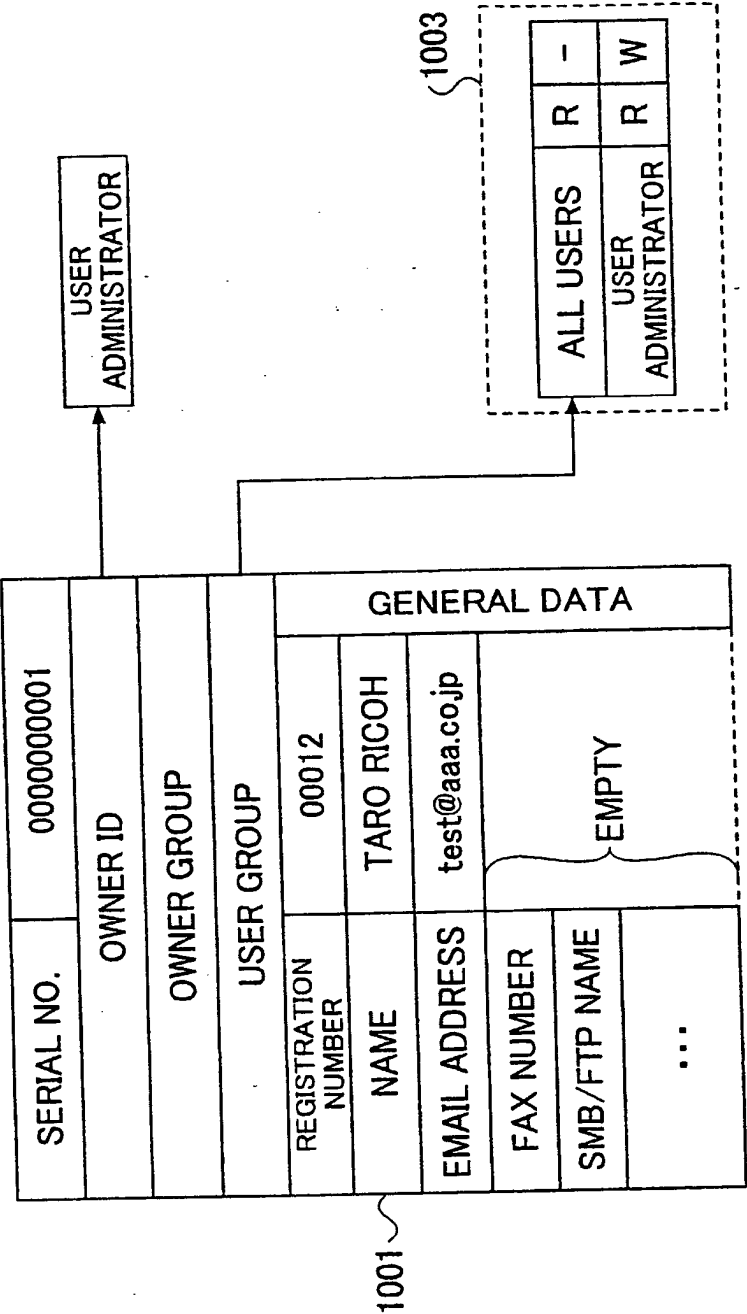 SERIAL NO.
0000000001
OWNER ID
OWNER GROUP
USER GROUP
REGISTRATION
NUMBER
00012
NAME
TARO RICOH
EMAIL ADDRESS
test@aaa.co.jp
FAX NUMBER
SMB/FTP NAME
...
EMPTY
GENERAL DATA
1001
USER
ADMINISTRATOR
1003
ALL USERS
R
-
USER
ADMINISTRATOR
R
W